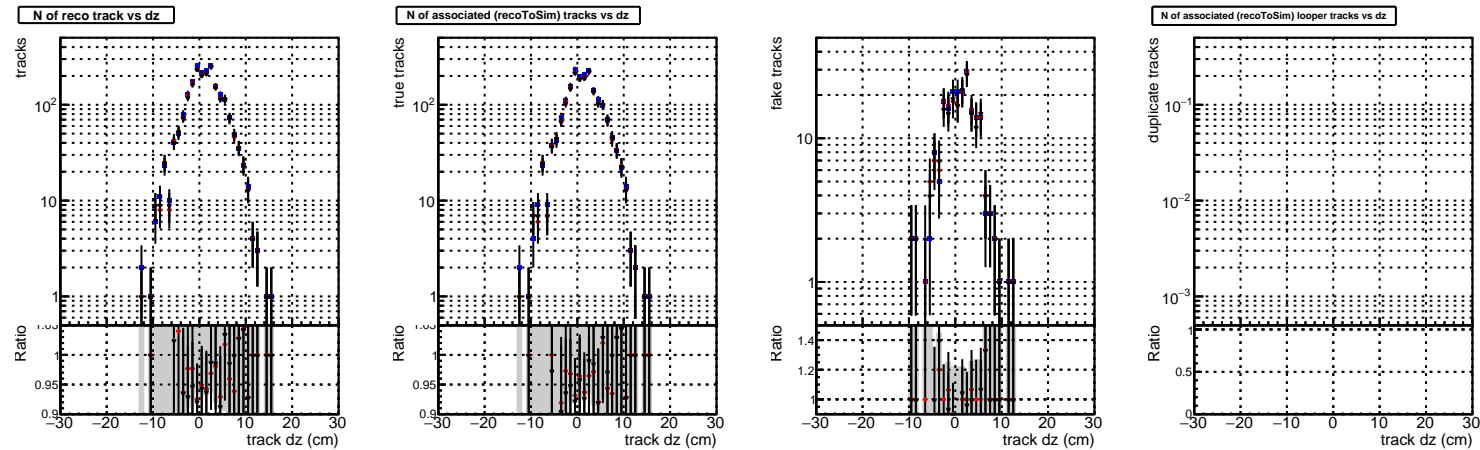 N of reco track vs dz
tracks
10²
10
1
Ratio
1.05
1
0.95
0.9
−30 −20 −10 0 10 20 30
track dz (cm)
N of associated (recoToSim) tracks vs dz
true tracks
10²
10
1
Ratio
1.05
1
0.95
0.9
−30 −20 −10 0 10 20 30
track dz (cm)
fake tracks
10
1
Ratio
1.4
1.2
1
−30 −20 −10 0 10 20 30
track dz (cm)
N of associated (recoToSim) looper tracks vs dz
duplicate tracks
10⁻¹
10⁻²
10⁻³
Ratio
1
0.5
0
−30 −20 −10 0 10 20 30
track dz (cm)